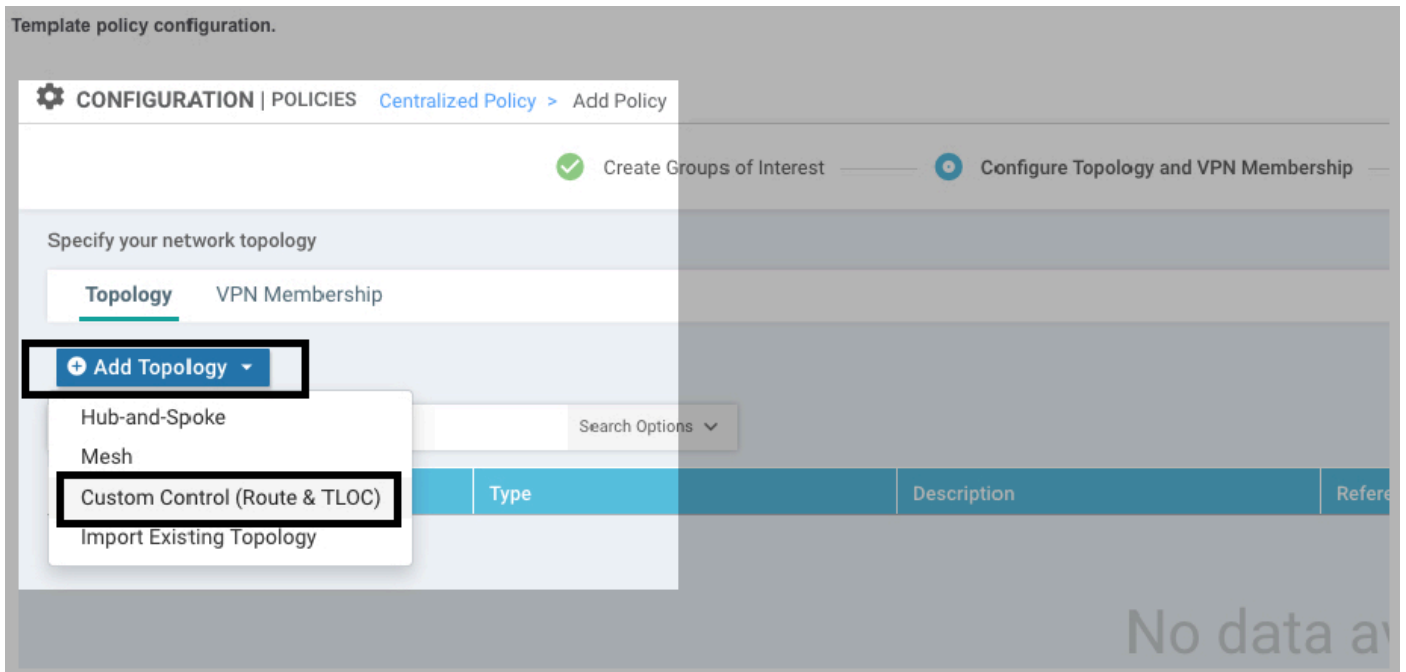 Template policy configuration.
CONFIGURATION | POLICIES Centralized Policy > Add Policy
Create Groups of Interest Configure Topology and VPN Membership
Specify your network topology
Topology VPN Membership
Add Topology
Hub-and-Spoke
Search Options
Mesh
Custom Control (Route & TLOC) Type Description
Import Existing Topology
No data